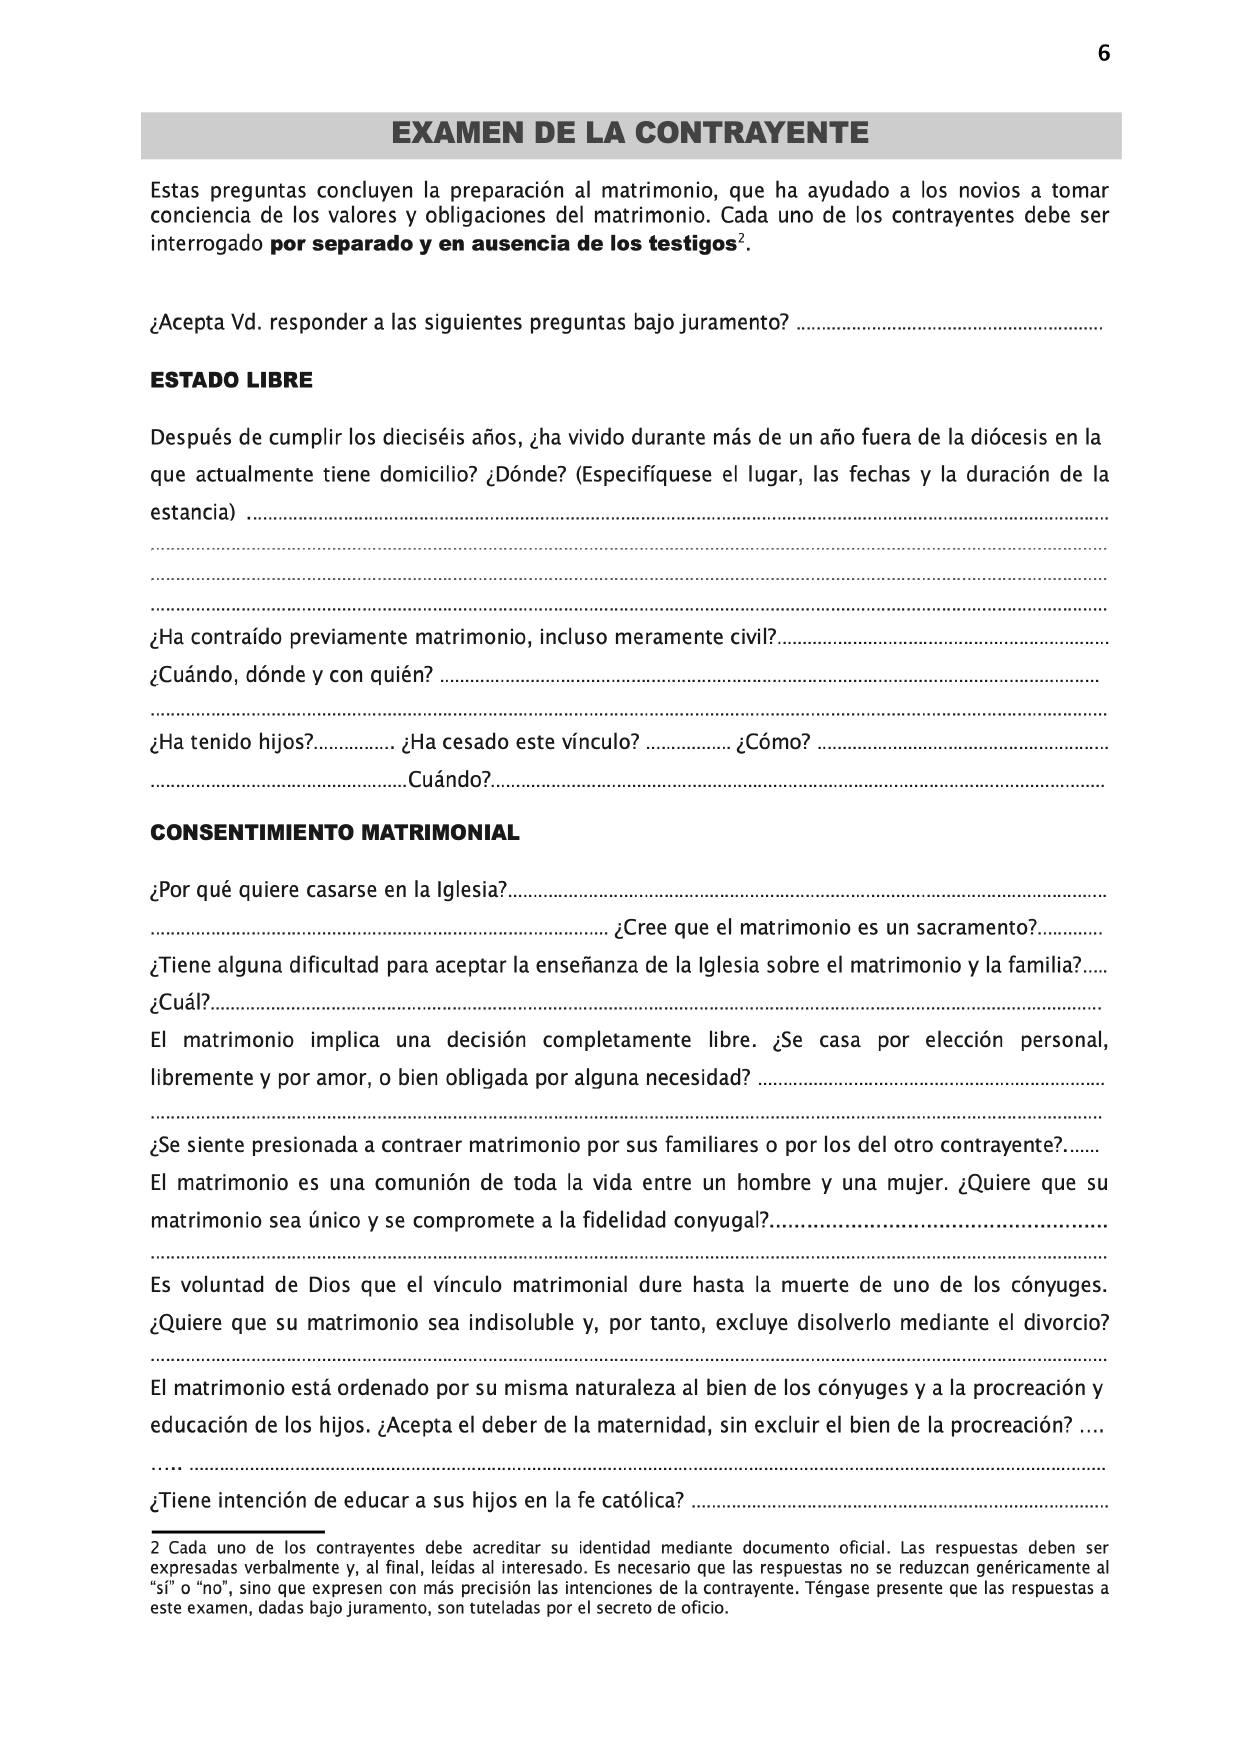 6
EXAMEN DE LA CONTRAYENTE
Estas preguntas concluyen la preparación al matrimonio, que ha ayudado a los novios a tomar
conciencia de los valores y obligaciones del matrimonio. Cada uno de los contrayentes debe ser
interrogado por separado y en ausencia de los testigos2.
¿Acepta Vd. responder a las siguientes preguntas bajo juramento? ............................................................
ESTADO LIBRE
Después de cumplir los dieciséis años, ¿ha vivido durante más de un año fuera de la diócesis en la
que actualmente tiene domicilio? ¿Dónde? (Especifíquese el lugar, las fechas y la duración de la
estancia) ............................................................
............................................................
............................................................
............................................................
¿Ha contraído previamente matrimonio, incluso meramente civil?............................................................
¿Cuándo, dónde y con quién? ............................................................
............................................................
¿Ha tenido hijos?................ ¿Ha cesado este vínculo? ................. ¿Cómo? ............................................................
...................................................Cuándo?............................................................
CONSENTIMIENTO MATRIMONIAL
¿Por qué quiere casarse en la Iglesia?............................................................
............................................................ ¿Cree que el matrimonio es un sacramento?.............
¿Tiene alguna dificultad para aceptar la enseñanza de la Iglesia sobre el matrimonio y la familia?.....
¿Cuál?............................................................
El matrimonio implica una decisión completamente libre. ¿Se casa por elección personal,
libremente y por amor, o bien obligada por alguna necesidad? ............................................................
............................................................
¿Se siente presionada a contraer matrimonio por sus familiares o por los del otro contrayente?.......
El matrimonio es una comunión de toda la vida entre un hombre y una mujer. ¿Quiere que su
matrimonio sea único y se compromete a la fidelidad conyugal?.....................................................
............................................................
Es voluntad de Dios que el vínculo matrimonial dure hasta la muerte de uno de los cónyuges.
¿Quiere que su matrimonio sea indisoluble y, por tanto, excluye disolverlo mediante el divorcio?
............................................................
El matrimonio está ordenado por su misma naturaleza al bien de los cónyuges y a la procreación y
educación de los hijos. ¿Acepta el deber de la maternidad, sin excluir el bien de la procreación? ....
..... ............................................................
¿Tiene intención de educar a sus hijos en la fe católica? ............................................................
2 Cada uno de los contrayentes debe acreditar su identidad mediante documento oficial. Las respuestas deben ser
expresadas verbalmente y, al final, leídas al interesado. Es necesario que las respuestas no se reduzcan genéricamente al
“sí” o “no”, sino que expresen con más precisión las intenciones de la contrayente. Téngase presente que las respuestas a
este examen, dadas bajo juramento, son tuteladas por el secreto de oficio.